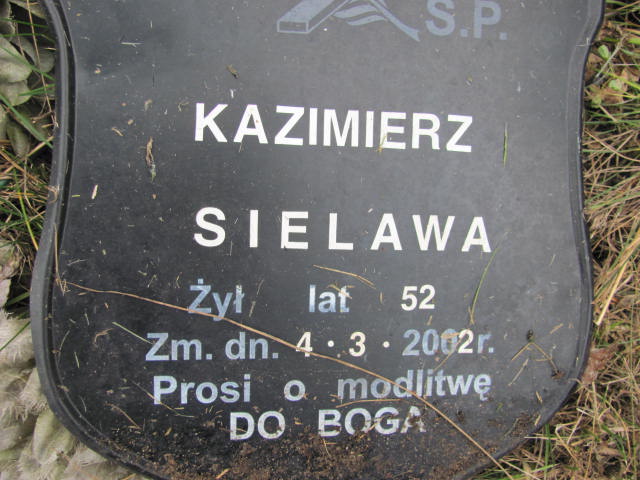 S.P.
KAZIMIERZ
SIELAWA
Żył lat 52
Zm. dn. 4·3·2002r.
Prosi o modlitwę
DO BOGA